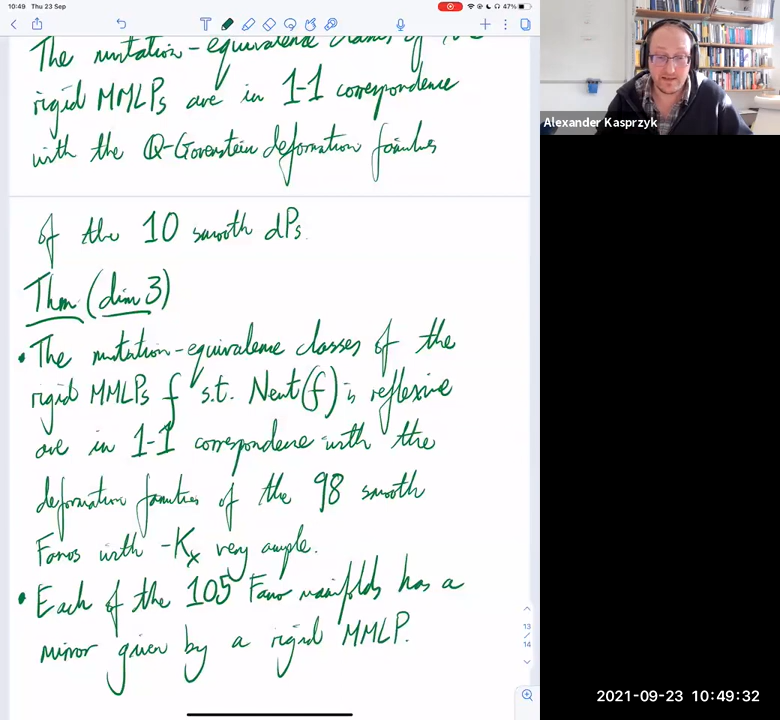 10:49 Thu 23 Sep
47%
The mutation-equivalence classes of the
rigid MMLPs are in 1-1 correspondence
with the Q-Gorenstein deformation families
of the 10 smooth dPs.
Thm (dim 3)
• The mutation-equivalence classes of the
rigid MMLPs f s.t. Newt(f) is reflexive
are in 1-1 correspondence with the
deformation families of the 98 smooth
Fanos with -Kx very ample.
• Each of the 105 Fano manifolds has a
mirror given by a rigid MMLP.
13
14
Alexander Kasprzyk
2021-09-23 10:49:32